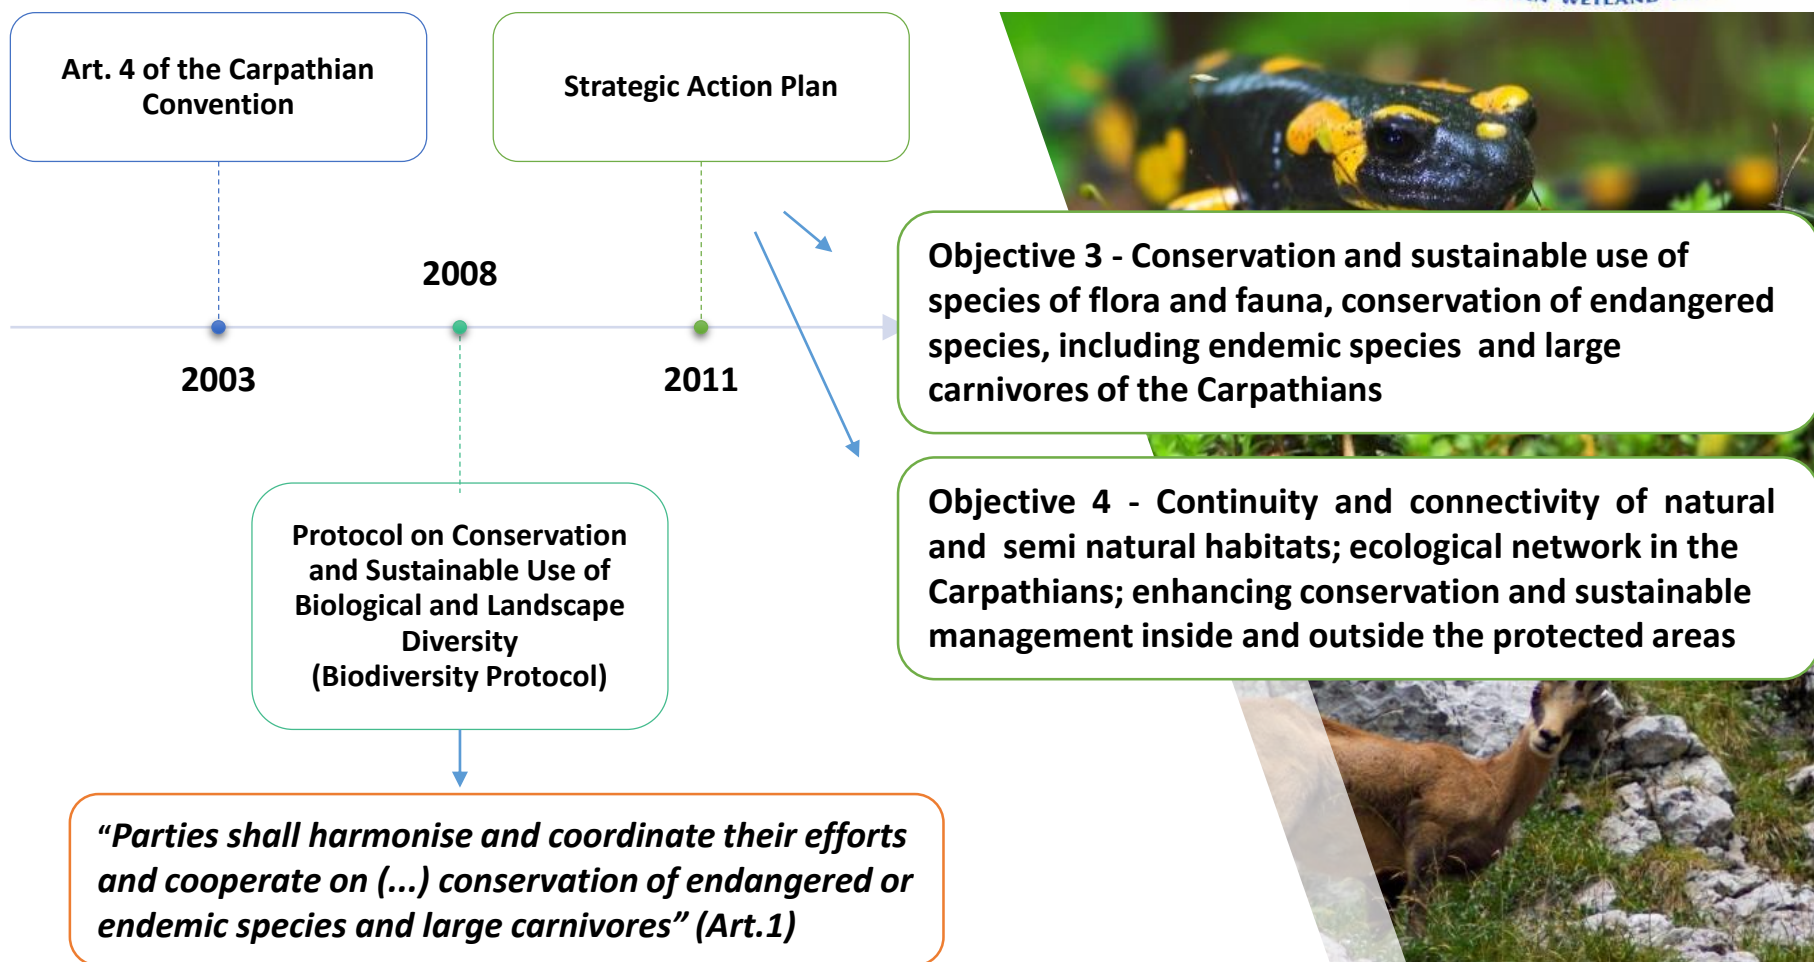 WETLAND
Art. 4 of the Carpathian
Convention
Strategic Action Plan
2008
2003
2011
Objective 3 - Conservation and sustainable use of
species of flora and fauna, conservation of endangered
species, including endemic species and large
carnivores of the Carpathians
Objective 4 - Continuity and connectivity of natural
and semi natural habitats; ecological network in the
Carpathians; enhancing conservation and sustainable
management inside and outside the protected areas
Protocol on Conservation
and Sustainable Use of
Biological and Landscape
Diversity
(Biodiversity Protocol)
“Parties shall harmonise and coordinate their efforts
and cooperate on (...) conservation of endangered or
endemic species and large carnivores” (Art.1)